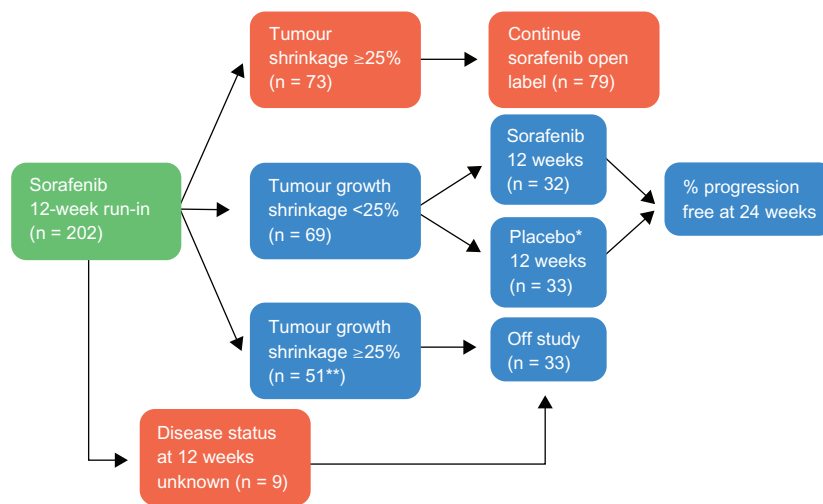 Tumour
shrinkage ≥25%
(n = 73)
Continue
sorafenib open
label (n = 79)
Sorafenib
12-week run-in
(n = 202)
Tumour growth
shrinkage <25%
(n = 69)
Sorafenib
12 weeks
(n = 32)
Placebo*
12 weeks
(n = 33)
% progression
free at 24 weeks
Tumour growth
shrinkage ≥25%
(n = 51**)
Off study
(n = 33)
Disease status
at 12 weeks
unknown (n = 9)